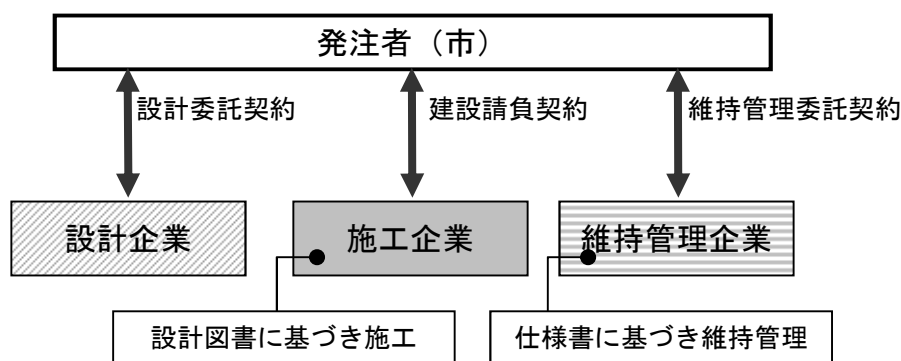 発注者（市）
設計委託契約
建設請負契約
維持管理委託契約
設計企業
施工企業
維持管理企業
設計図書に基づき施工
仕様書に基づき維持管理